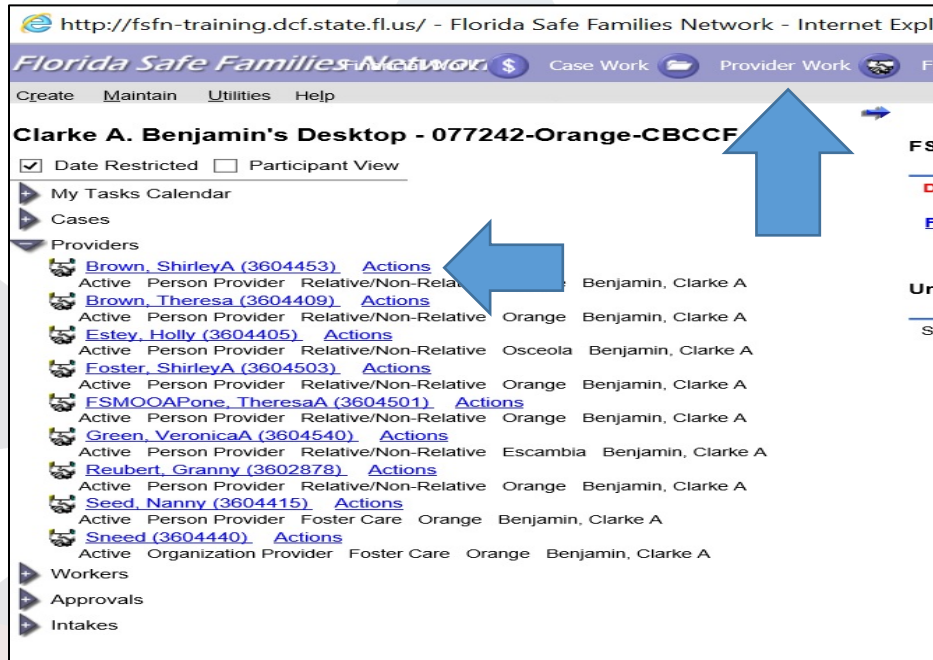 http://fsfn-training.dcf.state.fl.us/ - Florida Safe Families Network - Internet Expl
Florida Safe Families Network Financial Work $ Case Work Provider Work F
Create Maintain Utilities Help
Clarke A. Benjamin's Desktop - 077242-Orange-CBCCF
Date Restricted Participant View
My Tasks Calendar
Cases
Providers
Brown, ShirleyA (3604453) Actions
Active Person Provider Relative/Non-Rela Benjamin, Clarke A
Brown, Theresa (3604409) Actions
Active Person Provider Relative/Non-Relative Orange Benjamin, Clarke A
Estey, Holly (3604405) Actions
Active Person Provider Relative/Non-Relative Osceola Benjamin, Clarke A
Foster, ShirleyA (3604503) Actions
Active Person Provider Relative/Non-Relative Orange Benjamin, Clarke A
FSMOOAPone, TheresaA (3604501) Actions
Active Person Provider Relative/Non-Relative Orange Benjamin, Clarke A
Green, VeronicaA (3604540) Actions
Active Person Provider Relative/Non-Relative Escambia Benjamin, Clarke A
Reubert, Granny (3602878) Actions
Active Person Provider Relative/Non-Relative Orange Benjamin, Clarke A
Seed, Nanny (3604415) Actions
Active Person Provider Foster Care Orange Benjamin, Clarke A
Sneed (3604440) Actions
Active Organization Provider Foster Care Orange Benjamin, Clarke A
Workers
Approvals
Intakes
FS
D
F
Un
S